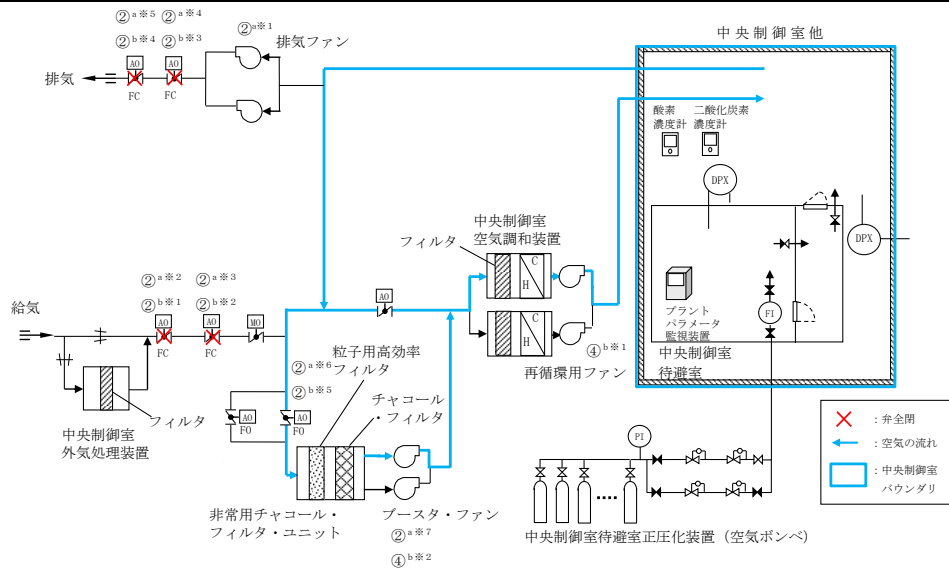 ②a※5 ②a※4
②b※4 ②b※3
②a※1
排気ファン
中央制御室他
AO
AO
排気
FC
FC
酸素
濃度計
二酸化炭素
濃度計
DPX
DPX
中央制御室
空気調和装置
フィルタ
C
H
C
H
②a※2 ②a※3
②b※1 ②b※2
給気
AO
AO
MO
FC
FC
AO
プラント
パラメータ
監視装置
FI
中央制御室
待避室
④b※1
再循環用ファン
②a※6
②b※5
粒子用高効率
フィルタ
チャコール
・フィルタ
フィルタ
中央制御室
外気処理装置
AO
FO
AO
FO
非常用チャコール・
フィルタ・ユニット
ブースタ・ファン
②a※7
④b※2
PI
中央制御室待避室正圧化装置（空気ボンベ）
：弁全閉
：空気の流れ
：中央制御室
バウンダリ